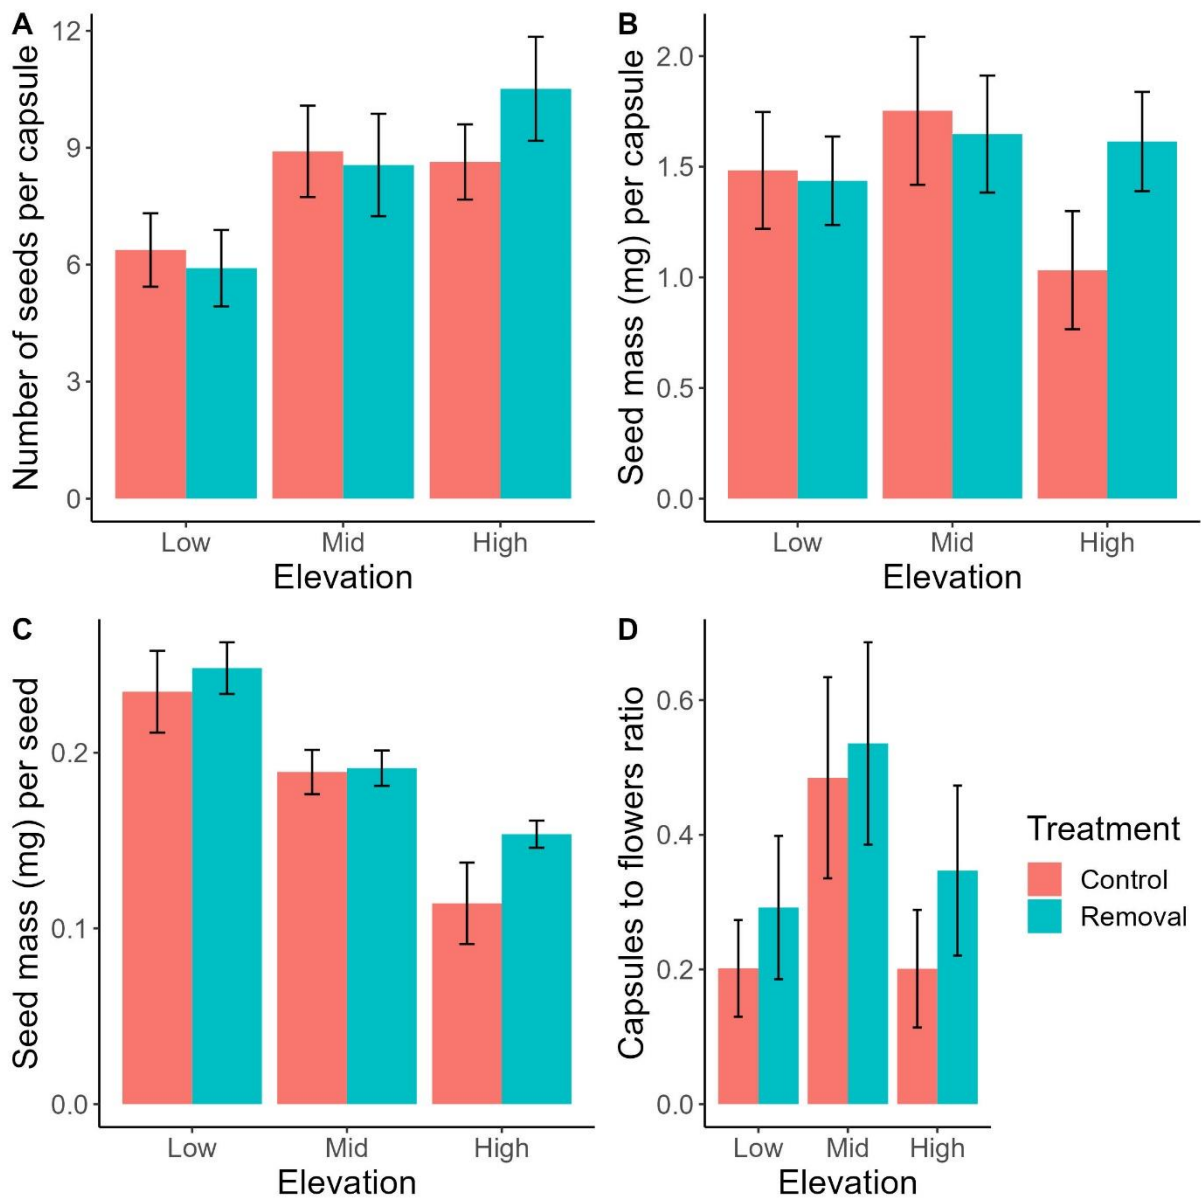 A
Number of seeds per capsule
12
9
6
3
0
Low Mid High
Elevation
B
Seed mass (mg) per capsule
2.0
1.5
1.0
0.5
0.0
Low Mid High
Elevation
C
Seed mass (mg) per seed
0.2
0.1
0.0
Low Mid High
Elevation
D
Capsules to flowers ratio
0.6
0.4
0.2
0.0
Low Mid High
Elevation
Treatment
Control
Removal